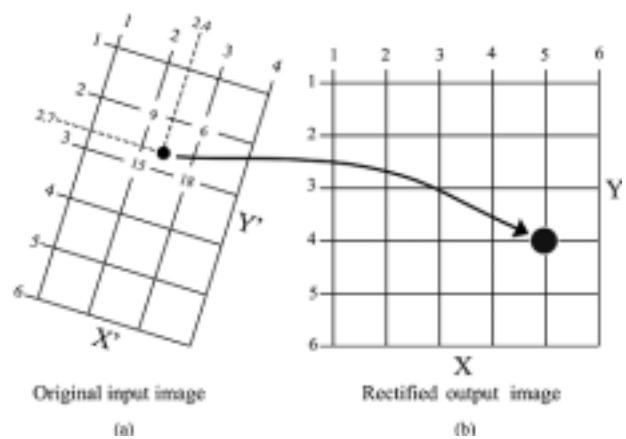 1 2 2.4 3 4
1
2
9 6
2.7
3
15 18
4
5
6
X'
Y'
Original input image
(a)
1 2 3 4 5 6
1
2
3
Y
4
5
6
X
Rectified output image
(b)